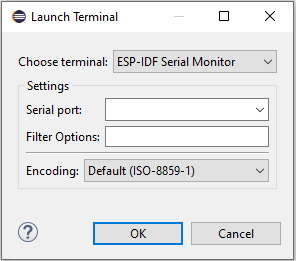 Launch Terminal
Choose terminal: ESP-IDF Serial Monitor
Settings
Serial port:
Filter Options:
Encoding: Default (ISO-8859-1)
? OK Cancel